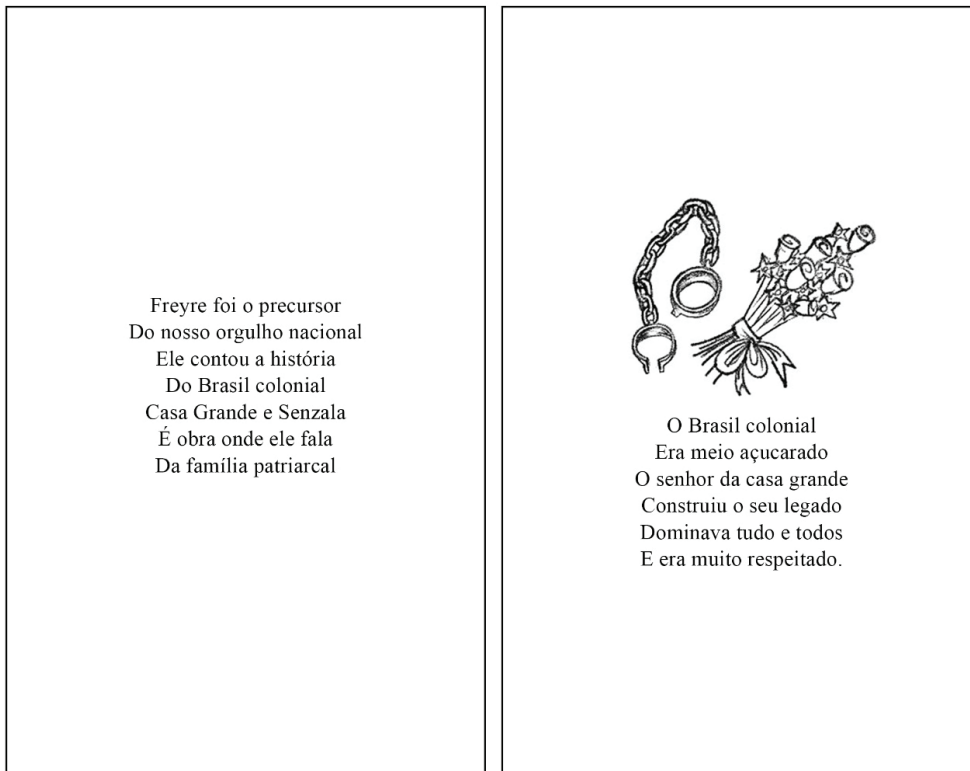 Freyre foi o precursor
Do nosso orgulho nacional
Ele contou a história
Do Brasil colonial
Casa Grande e Senzala
É obra onde ele fala
Da família patriarcal
O Brasil colonial
Era meio açucarado
O senhor da casa grande
Construiu o seu legado
Dominava tudo e todos
E era muito respeitado.